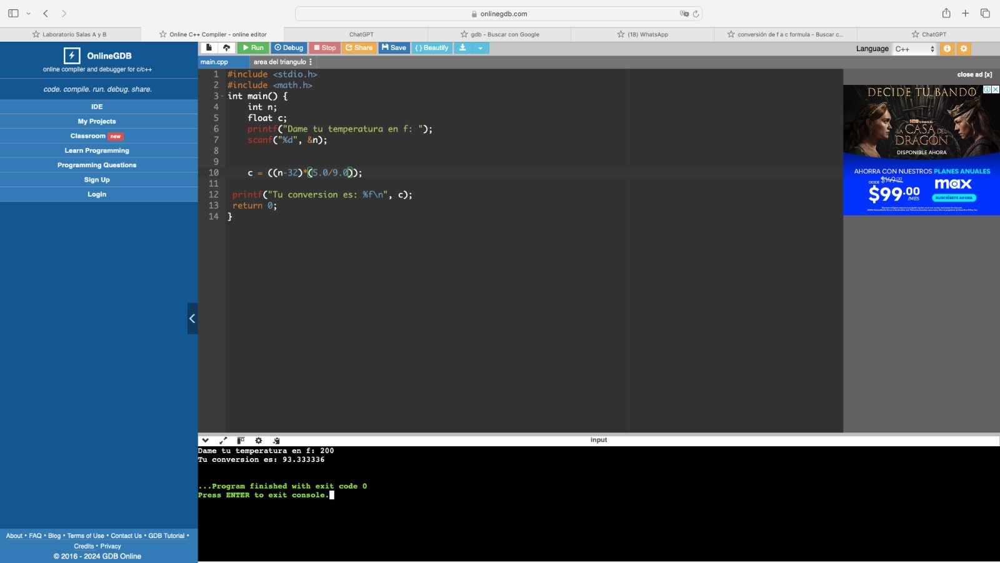 onlinegdb.com
Laboratorio Salas A y B
Online C++ Compiler - online editor
ChatGPT
gdb - Buscar con Google
(18) WhatsApp
conversión de f a c formula - Buscar c...
ChatGPT
OnlineGDB
online compiler and debugger for c/c++
code. compile. run. debug. share.
IDE
My Projects
Classroom new
Learn Programming
Programming Questions
Sign Up
Login
About • FAQ • Blog • Terms of Use • Contact Us • GDB Tutorial •
Credits • Privacy
© 2016 - 2024 GDB Online
Run Debug Stop Share Save {} Beautify
Language C++
main.cpp area del triangulo
1 #include <stdio.h>
2 #include <math.h>
3 int main() {
4 int n;
5 float c;
6 printf("Dame tu temperatura en f: ");
7 scanf("%d", &n);
8
9
10 c = ((n-32)*(5.0/9.0));
11
12 printf("Tu conversion es: %f\n", c);
13 return 0;
14 }
close ad [x]
DECIDE TU BANDO
HBO ORIGINAL
LA CASA DEL
DRAGÓN
DISPONIBLE AHORA
AHORRA CON NUESTROS PLANES ANUALES
DESDE $149.00
$99.00 /MES
max
SUSCRÍBETE AHORA
input
Dame tu temperatura en f: 200
Tu conversion es: 93.333336
...Program finished with exit code 0
Press ENTER to exit console.